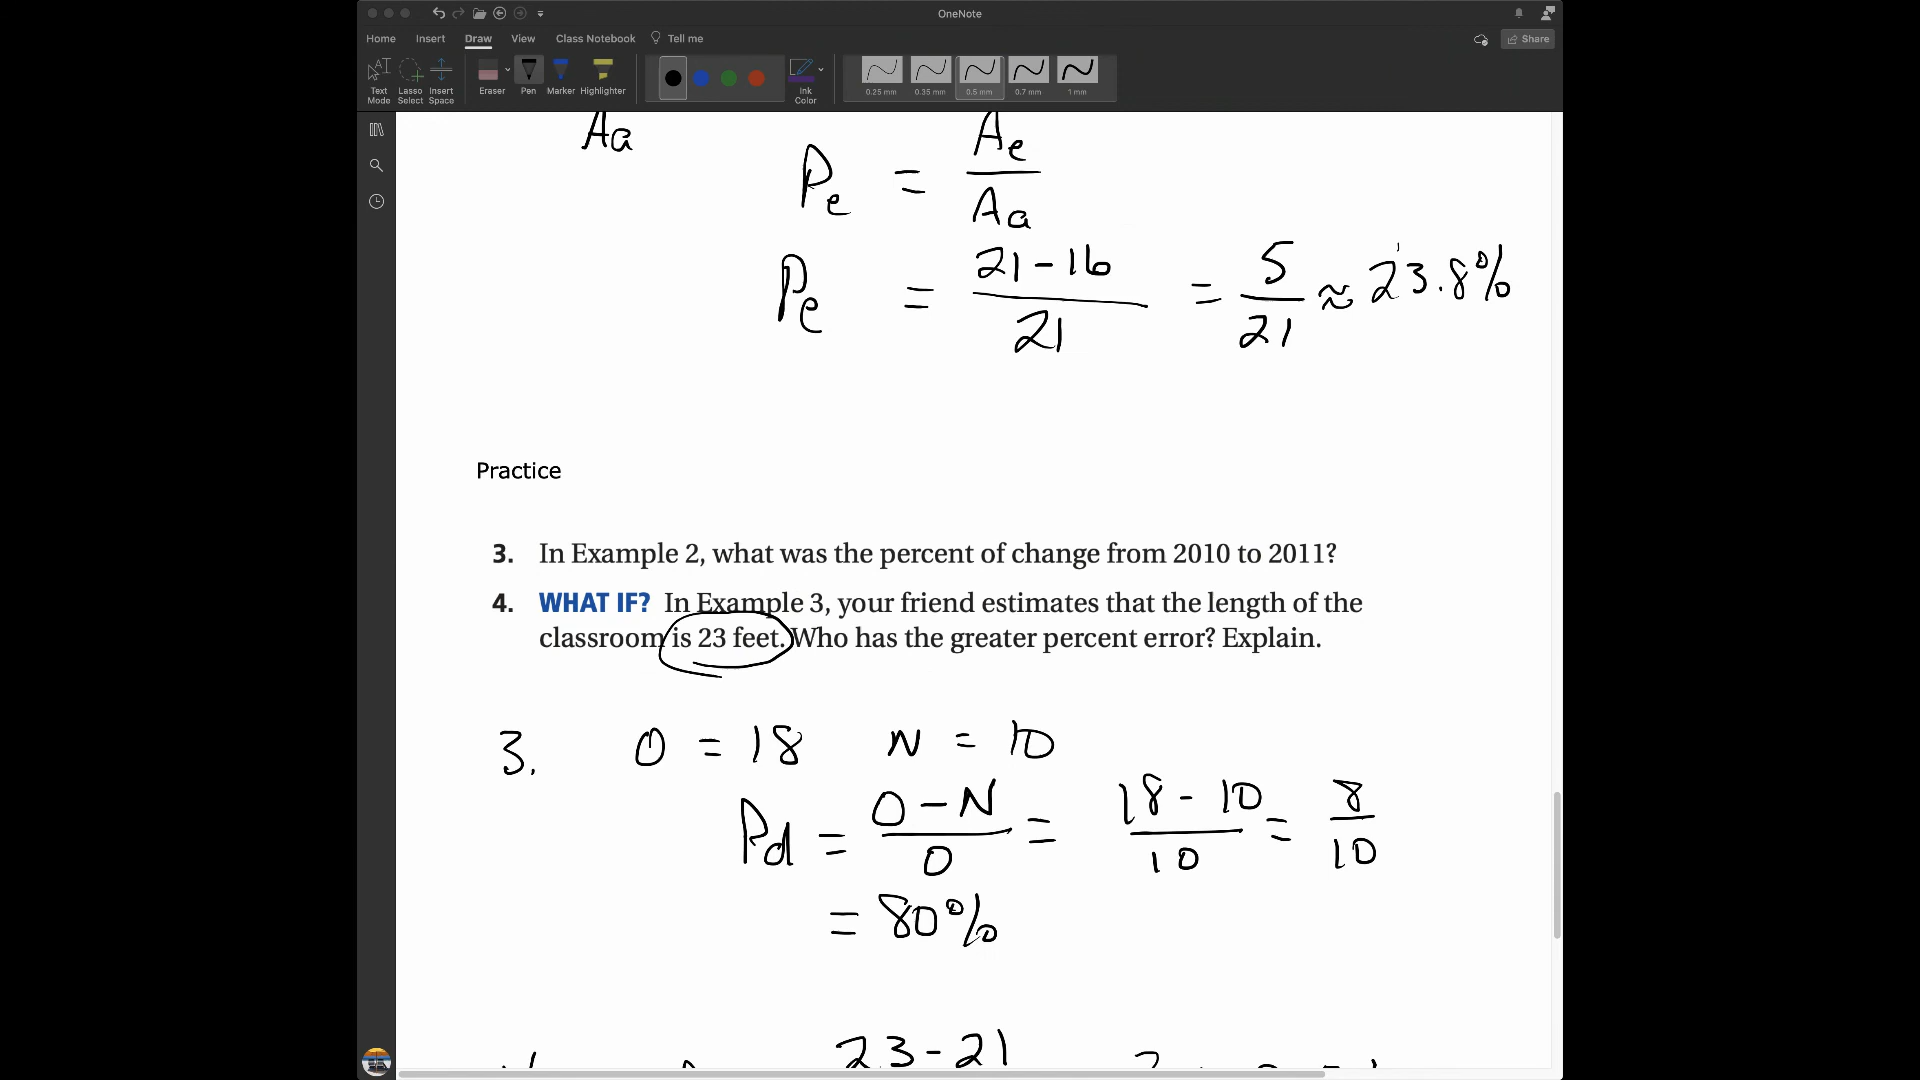 OneNote
Home Insert Draw View Class Notebook Tell me Share
Text Mode Lasso Select Insert Space Eraser Pen Marker Highlighter Ink Color 0.25 mm 0.35 mm 0.5 mm 0.7 mm 1 mm
Aa
Pe = Ae / Aa
Pe = 21 - 16 / 21 = 5 / 21 ≈ 23.8%
Practice
3. In Example 2, what was the percent of change from 2010 to 2011?
4. WHAT IF? In Example 3, your friend estimates that the length of the
classroom is 23 feet. Who has the greater percent error? Explain.
3. O = 18 N = 10
Pd = O - N / O = 18 - 10 / 10 = 8 / 10
= 80%
23 - 21